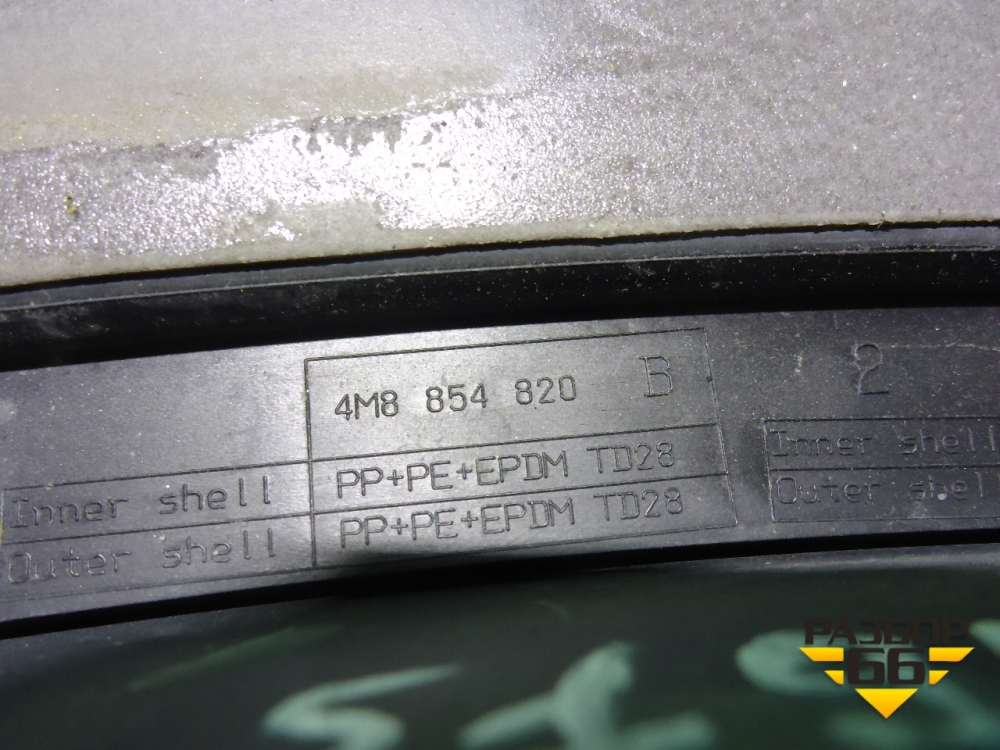 4M8 854 820 B 2
Inner shell PP+PE+EPDM TD28
Outer shell PP+PE+EPDM TD28
Inner shell
Outer shel
РАЗБОР
66